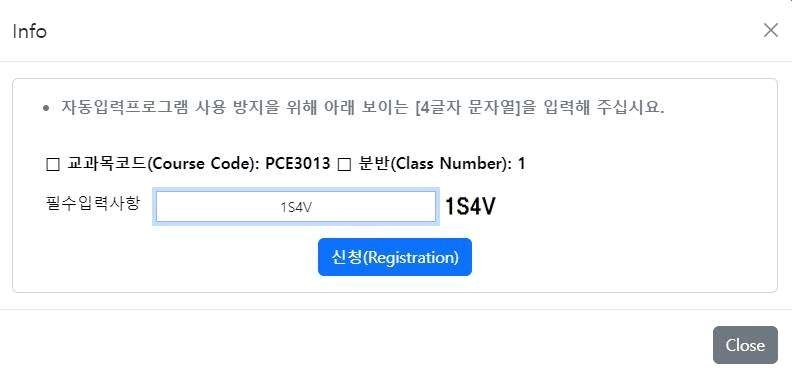 Info
• 자동입력프로그램 사용 방지을 위해 아래 보이는 [4글자 문자열]을 입력해 주십시요.
□ 교과목코드(Course Code): PCE3013 □ 분반(Class Number): 1
필수입력사항 1S4V 1S4V
신청(Registration)
Close